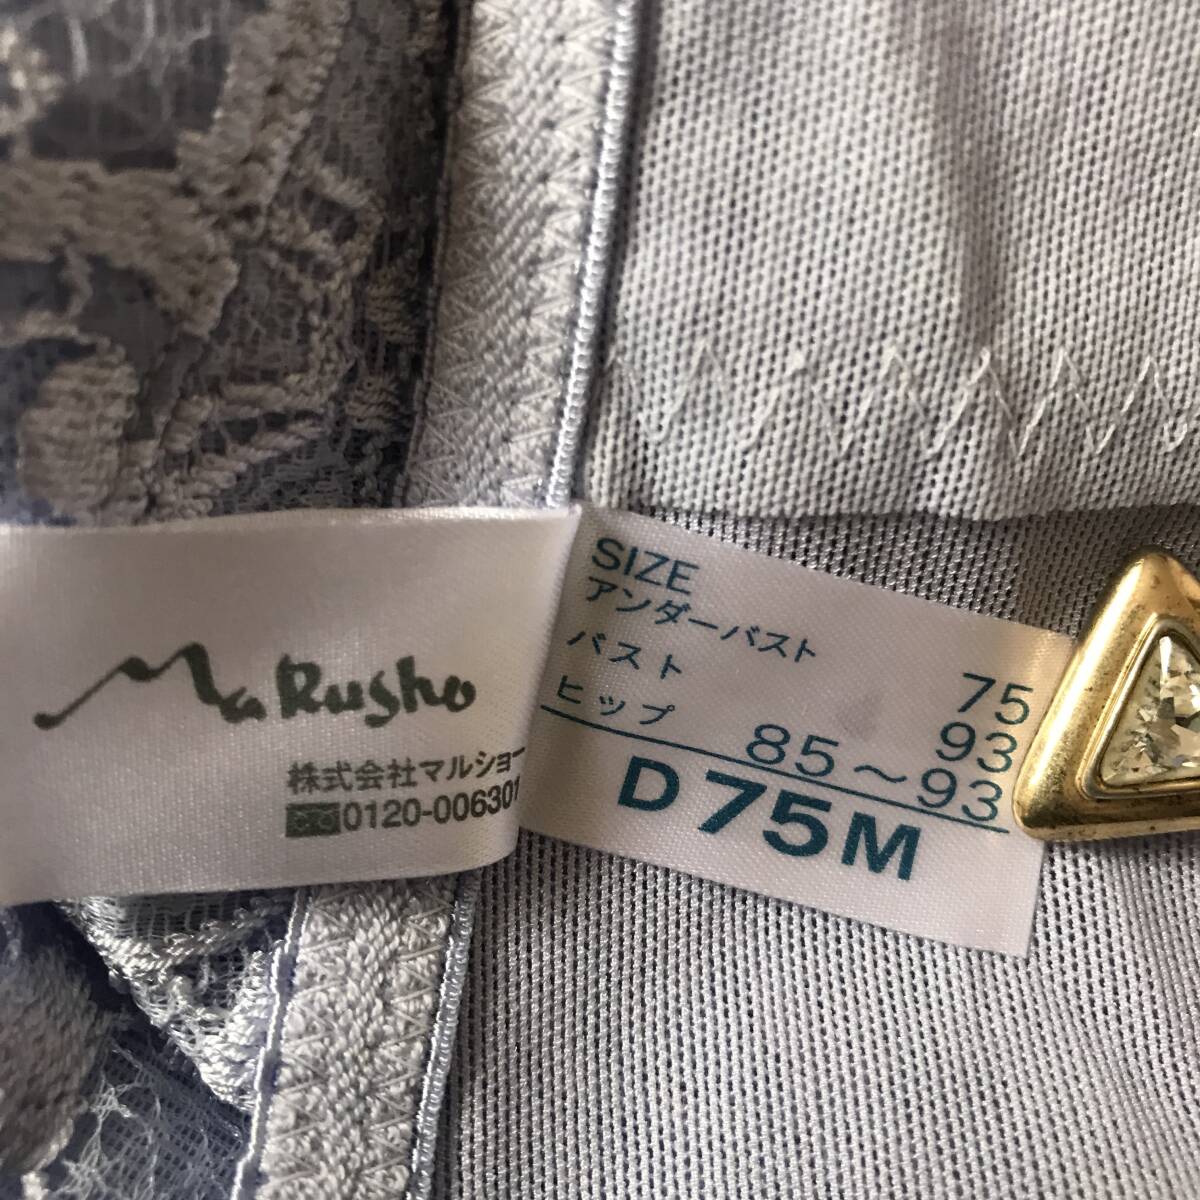 MaRusho
株式会社マルショー
0120-006301
SIZE
アンダーバスト 75
バスト 93
ヒップ 85～93
D75M